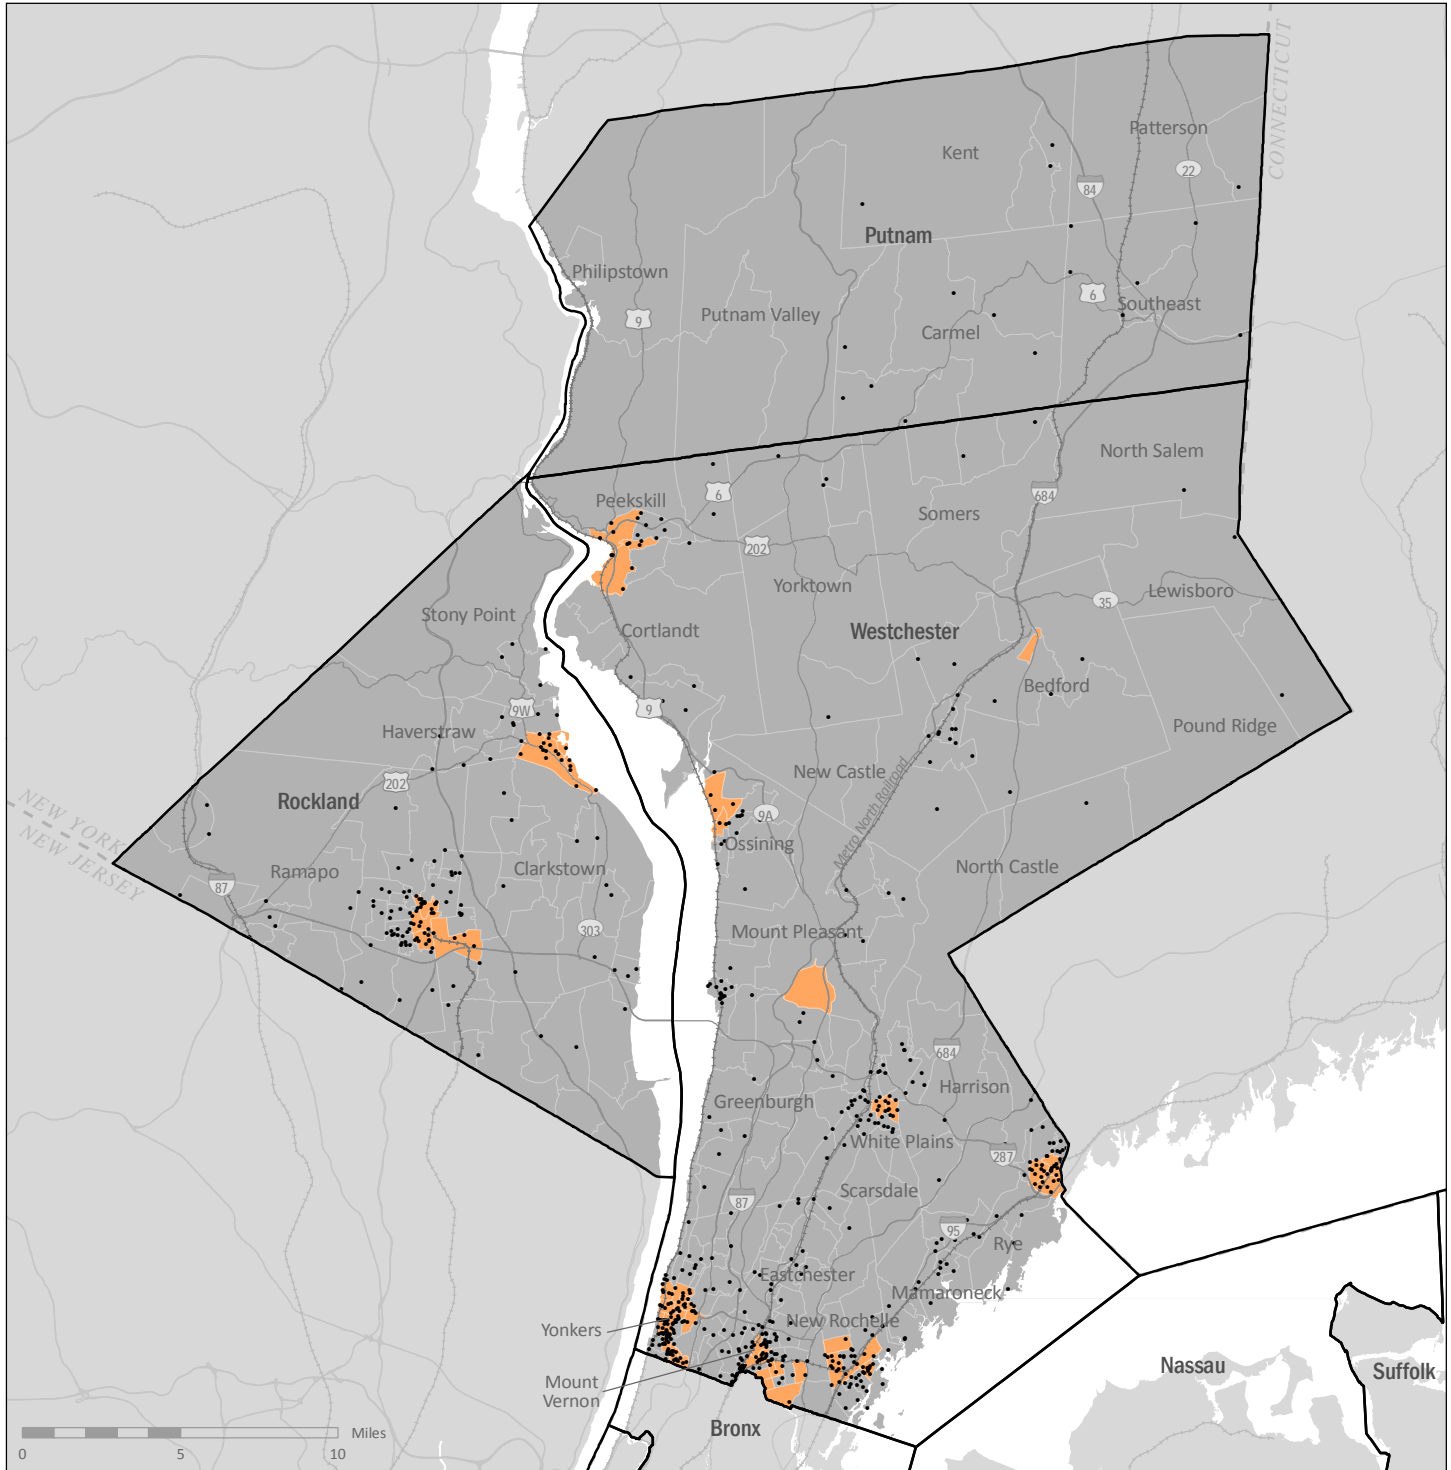 CONNECTICUT
Patterson
Kent
22
84
Putnam
Philipstown
6
Southeast
9
Putnam Valley
Carmel
North Salem
Peekskill
6
684
Somers
202
Yorktown
Lewisboro
35
Stony Point
Cortlandt
Westchester
Bedford
9W
9
Pound Ridge
Haverstraw
New Castle
202
Rockland
NEW YORK
NEW JERSEY
9A
Metro North Railroad
Ossining
Ramapo
Clarkstown
North Castle
87
303
Mount Pleasant
684
Harrison
Greenburgh
White Plains
287
Scarsdale
87
95
Rye
Eastchester
Mamaroneck
New Rochelle
Yonkers
Nassau
Suffolk
Mount
Vernon
Bronx
Miles
0
5
10